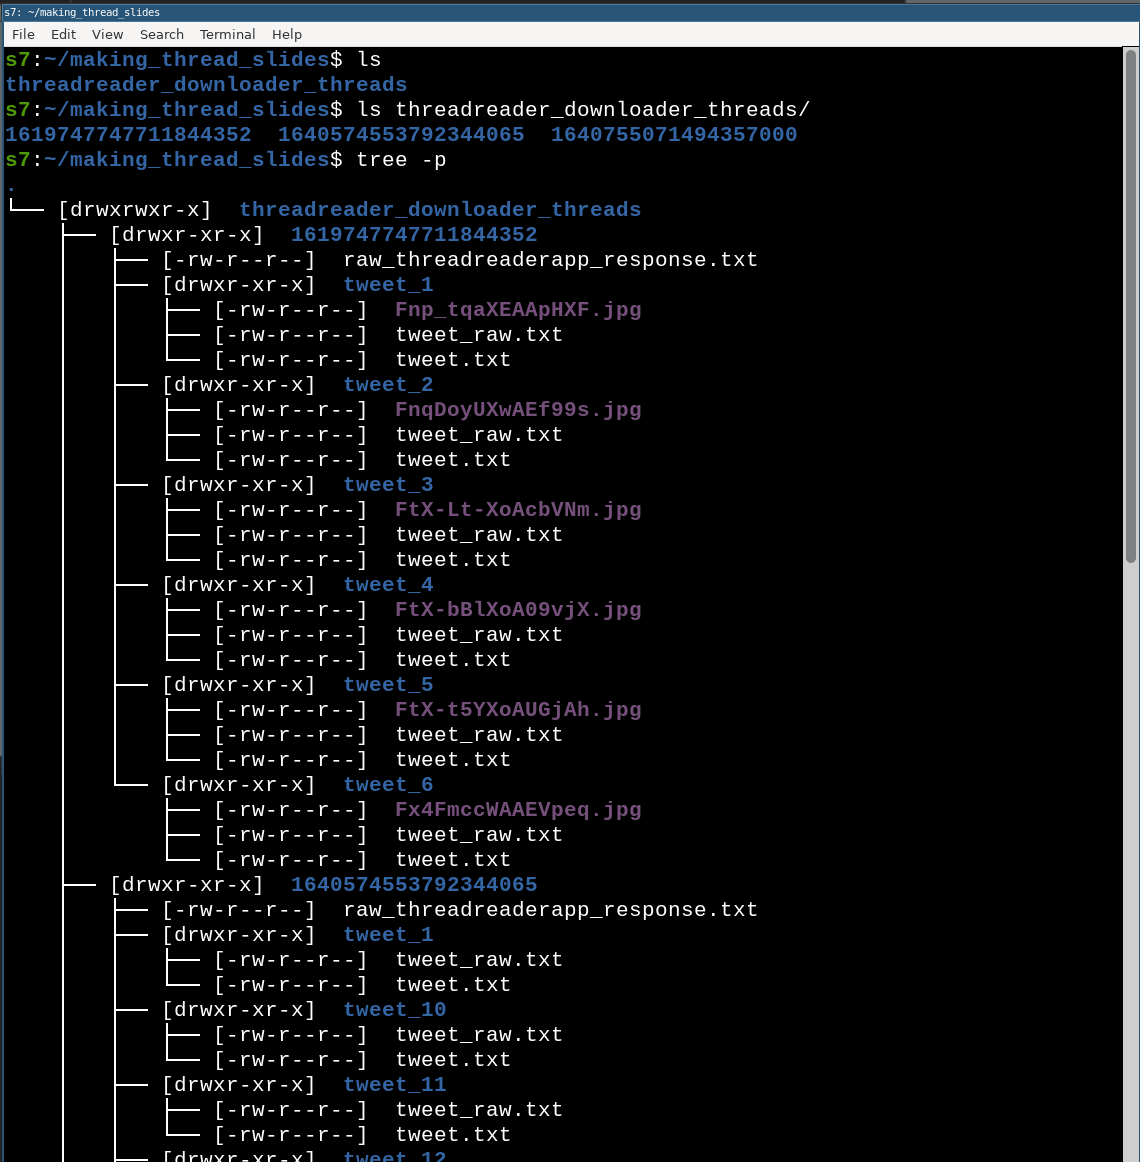 s7: ~/making_thread_slides
File Edit View Search Terminal Help
s7:~/making_thread_slides$ ls
threadreader_downloader_threads
s7:~/making_thread_slides$ ls threadreader_downloader_threads/
1619747747711844352  1640574553792344065  1640755071494357000
s7:~/making_thread_slides$ tree -p
.
└── [drwxrwxr-x]  threadreader_downloader_threads
    ├── [drwxr-xr-x]  1619747747711844352
    │   ├── [-rw-r--r--]  raw_threadreaderapp_response.txt
    │   ├── [drwxr-xr-x]  tweet_1
    │   │   ├── [-rw-r--r--]  Fnp_tqaXEAApHXF.jpg
    │   │   ├── [-rw-r--r--]  tweet_raw.txt
    │   │   └── [-rw-r--r--]  tweet.txt
    │   ├── [drwxr-xr-x]  tweet_2
    │   │   ├── [-rw-r--r--]  FnqDoyUXwAEf99s.jpg
    │   │   ├── [-rw-r--r--]  tweet_raw.txt
    │   │   └── [-rw-r--r--]  tweet.txt
    │   ├── [drwxr-xr-x]  tweet_3
    │   │   ├── [-rw-r--r--]  FtX-Lt-XoAcbVNm.jpg
    │   │   ├── [-rw-r--r--]  tweet_raw.txt
    │   │   └── [-rw-r--r--]  tweet.txt
    │   ├── [drwxr-xr-x]  tweet_4
    │   │   ├── [-rw-r--r--]  FtX-bBlXoA09vjX.jpg
    │   │   ├── [-rw-r--r--]  tweet_raw.txt
    │   │   └── [-rw-r--r--]  tweet.txt
    │   ├── [drwxr-xr-x]  tweet_5
    │   │   ├── [-rw-r--r--]  FtX-t5YXoAUGjAh.jpg
    │   │   ├── [-rw-r--r--]  tweet_raw.txt
    │   │   └── [-rw-r--r--]  tweet.txt
    │   └── [drwxr-xr-x]  tweet_6
    │       ├── [-rw-r--r--]  Fx4FmccWAAEVpeq.jpg
    │       ├── [-rw-r--r--]  tweet_raw.txt
    │       └── [-rw-r--r--]  tweet.txt
    ├── [drwxr-xr-x]  1640574553792344065
    │   ├── [-rw-r--r--]  raw_threadreaderapp_response.txt
    │   ├── [drwxr-xr-x]  tweet_1
    │   │   ├── [-rw-r--r--]  tweet_raw.txt
    │   │   └── [-rw-r--r--]  tweet.txt
    │   ├── [drwxr-xr-x]  tweet_10
    │   │   ├── [-rw-r--r--]  tweet_raw.txt
    │   │   └── [-rw-r--r--]  tweet.txt
    │   ├── [drwxr-xr-x]  tweet_11
    │   │   ├── [-rw-r--r--]  tweet_raw.txt
    │   │   └── [-rw-r--r--]  tweet.txt
    │   ├── [drwxr-xr-x]  tweet_12